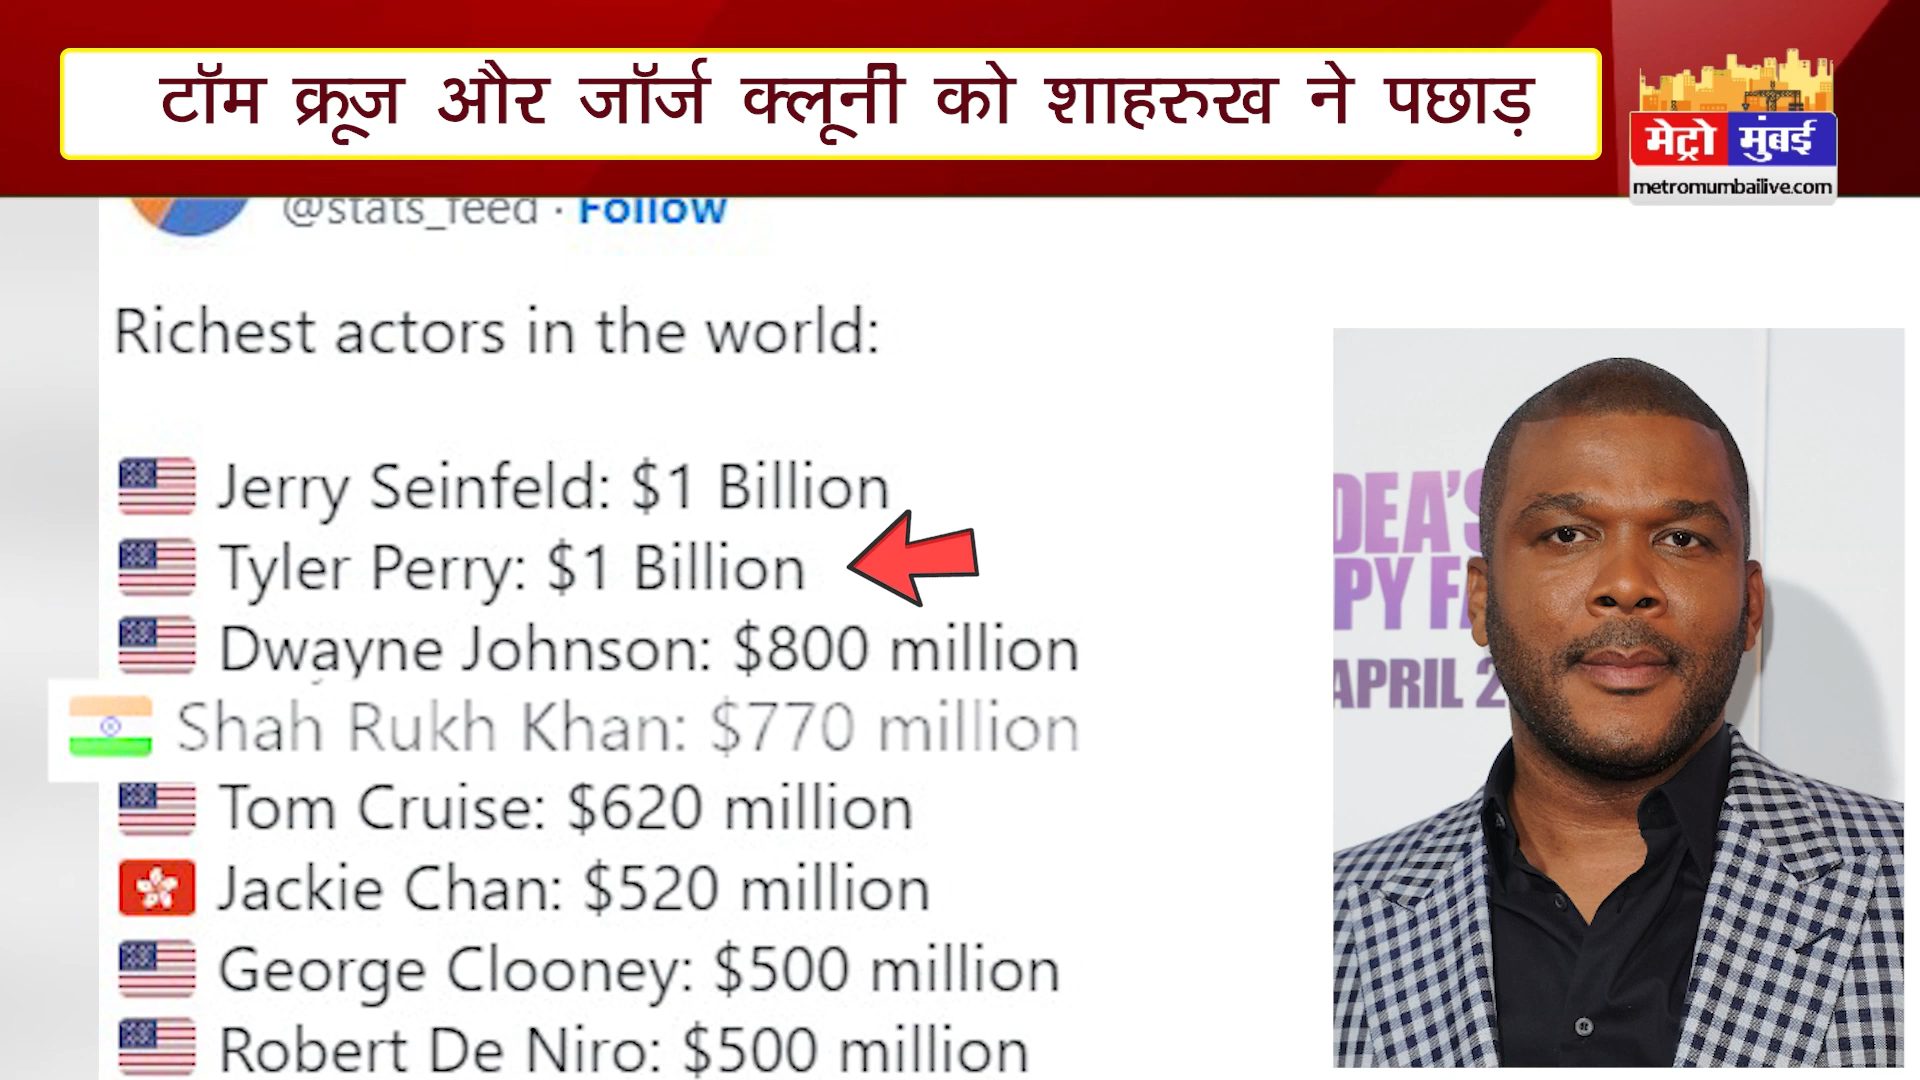 टॉम क्रूज और जॉर्ज क्लूनी को शाहरुख ने पछाड़
मेट्रो मुंबई
metromumbailive.com
@stats_feed · Follow
Richest actors in the world:
Jerry Seinfeld: $1 Billion
Tyler Perry: $1 Billion
Dwayne Johnson: $800 million
Shah Rukh Khan: $770 million
Tom Cruise: $620 million
Jackie Chan: $520 million
George Clooney: $500 million
Robert De Niro: $500 million
DEA'S
PY FA
APRIL 2